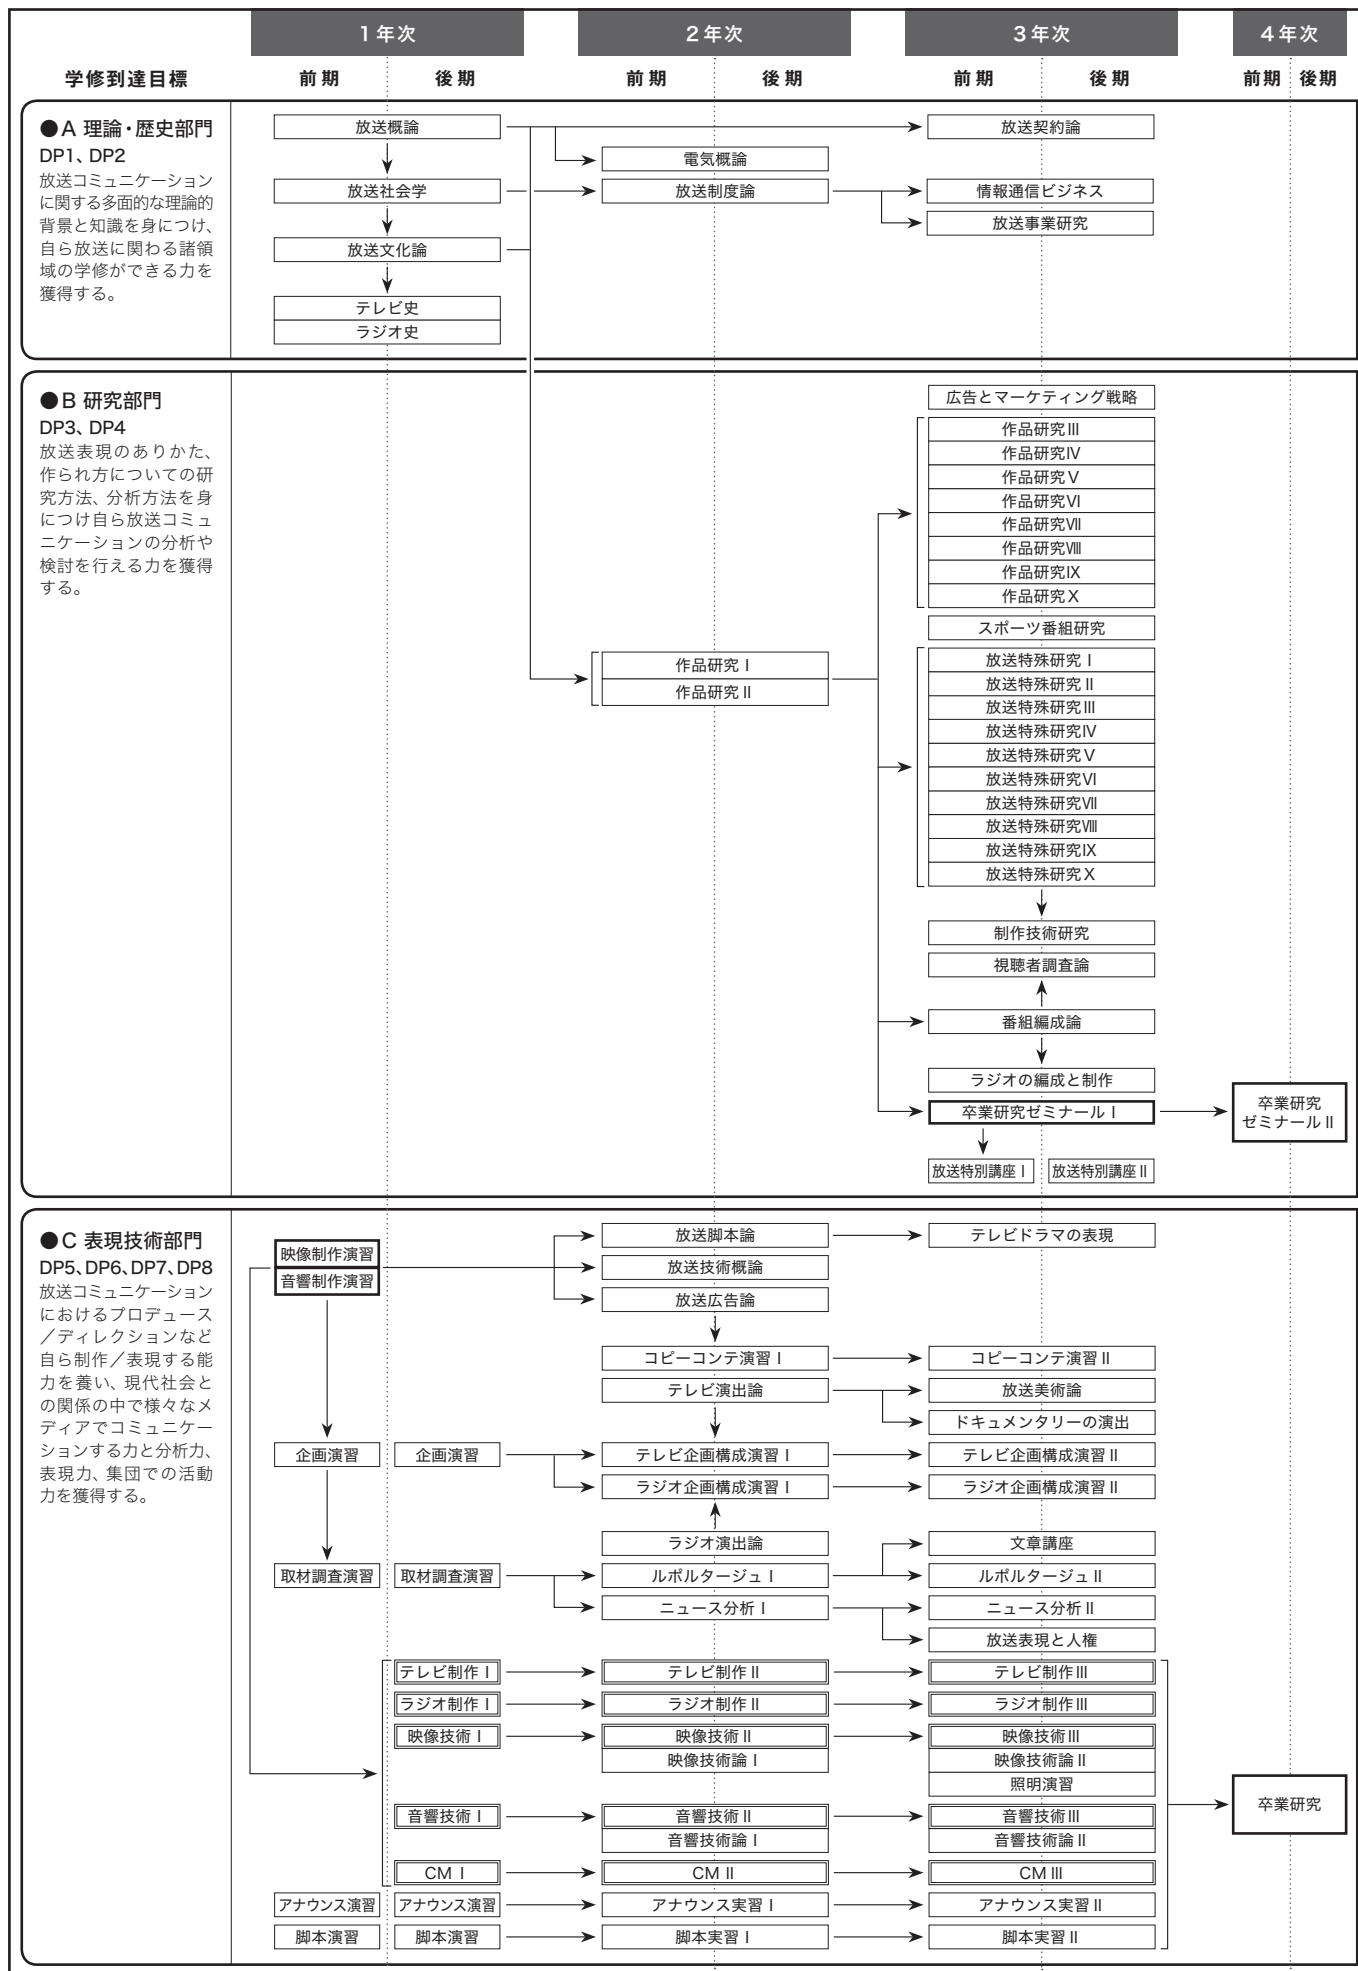 1年次
2年次
3年次
4年次
学修到達目標
前期
後期
前期
後期
前期
後期
前期
後期
●A 理論・歴史部門
DP1、DP2
放送コミュニケーション
に関する多面的な理論的
背景と知識を身につけ、
自ら放送に関わる諸領
域の学修ができる力を
獲得する。
放送概論
放送契約論
電気概論
放送社会学
放送制度論
情報通信ビジネス
放送事業研究
放送文化論
テレビ史
ラジオ史
●B 研究部門
DP3、DP4
放送表現のありかた、
作られ方についての研
究方法、分析方法を身
につけ自ら放送コミュ
ニケーションの分析や
検討を行える力を獲得
する。
広告とマーケティング戦略
作品研究Ⅲ
作品研究Ⅳ
作品研究Ⅴ
作品研究Ⅵ
作品研究Ⅶ
作品研究Ⅷ
作品研究Ⅸ
作品研究Ⅹ
スポーツ番組研究
作品研究Ⅰ
作品研究Ⅱ
放送特殊研究Ⅰ
放送特殊研究Ⅱ
放送特殊研究Ⅲ
放送特殊研究Ⅳ
放送特殊研究Ⅴ
放送特殊研究Ⅵ
放送特殊研究Ⅶ
放送特殊研究Ⅷ
放送特殊研究Ⅸ
放送特殊研究Ⅹ
制作技術研究
視聴者調査論
番組編成論
ラジオの編成と制作
卒業研究ゼミナールⅠ
卒業研究
ゼミナールⅡ
放送特別講座Ⅰ
放送特別講座Ⅱ
●C 表現技術部門
DP5、DP6、DP7、DP8
放送コミュニケーション
におけるプロデュース
／ディレクションなど
自ら制作／表現する能
力を養い、現代社会と
の関係の中で様々なメ
ディアでコミュニケー
ションする力と分析力、
表現力、集団での活動
力を獲得する。
映像制作演習
音響制作演習
放送脚本論
テレビドラマの表現
放送技術概論
放送広告論
コピーコンテ演習Ⅰ
コピーコンテ演習Ⅱ
テレビ演出論
放送美術論
ドキュメンタリーの演出
企画演習
企画演習
テレビ企画構成演習Ⅰ
テレビ企画構成演習Ⅱ
ラジオ企画構成演習Ⅰ
ラジオ企画構成演習Ⅱ
ラジオ演出論
文章講座
取材調査演習
取材調査演習
ルポルタージュⅠ
ルポルタージュⅡ
ニュース分析Ⅰ
ニュース分析Ⅱ
放送表現と人権
テレビ制作Ⅰ
テレビ制作Ⅱ
テレビ制作Ⅲ
ラジオ制作Ⅰ
ラジオ制作Ⅱ
ラジオ制作Ⅲ
映像技術Ⅰ
映像技術Ⅱ
映像技術Ⅲ
映像技術論Ⅰ
映像技術論Ⅱ
照明演習
卒業研究
音響技術Ⅰ
音響技術Ⅱ
音響技術Ⅲ
音響技術論Ⅰ
音響技術論Ⅱ
CMⅠ
CMⅡ
CMⅢ
アナウンス演習
アナウンス演習
アナウンス実習Ⅰ
アナウンス実習Ⅱ
脚本演習
脚本演習
脚本実習Ⅰ
脚本実習Ⅱ